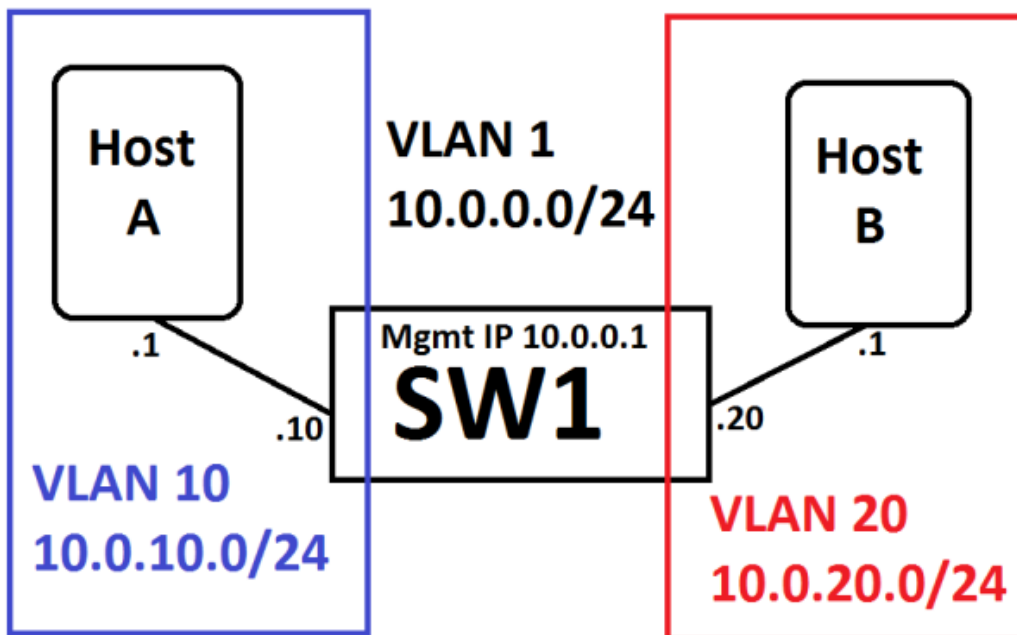 Host
A
.1
VLAN 10
10.0.10.0/24
VLAN 1
10.0.0.0/24
Mgmt IP 10.0.0.1
SW1
.10
.20
Host
B
.1
VLAN 20
10.0.20.0/24